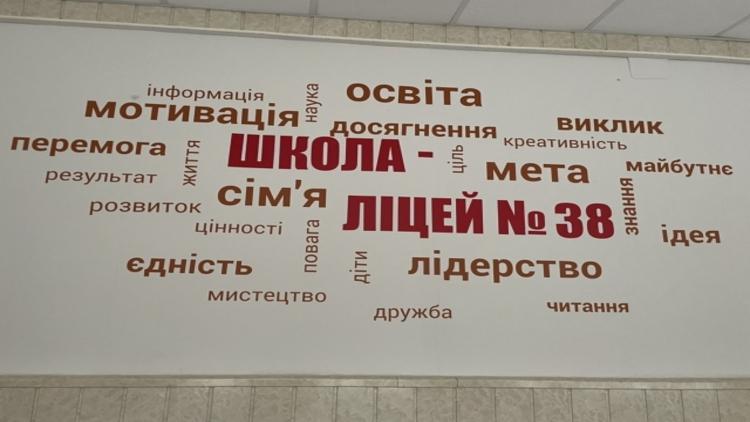 інформація
наука
освіта
мотивація
досягнення
виклик
перемога
життя
ШКОЛА -
ціль
креативність
мета
майбутнє
результат
сім'я
знання
розвиток
ЛІЦЕЙ № 38
цінності
повага
ідея
єдність
діти
лідерство
мистецтво
дружба
читання